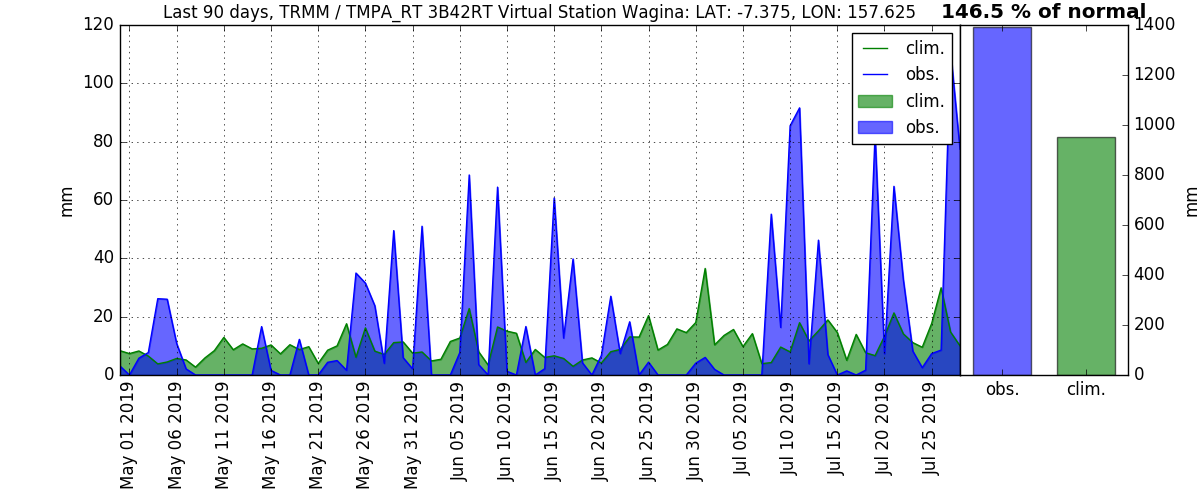 Last 90 days, TRMM / TMPA_RT 3B42RT Virtual Station Wagina: LAT: -7.375, LON: 157.625
146.5 % of normal
120
100
80
60
40
20
0
mm
clim.
obs.
clim.
obs.
1400
1200
1000
800
600
400
200
0
mm
May 01 2019
May 06 2019
May 11 2019
May 16 2019
May 21 2019
May 26 2019
May 31 2019
Jun 05 2019
Jun 10 2019
Jun 15 2019
Jun 20 2019
Jun 25 2019
Jun 30 2019
Jul 05 2019
Jul 10 2019
Jul 15 2019
Jul 20 2019
Jul 25 2019
obs.
clim.